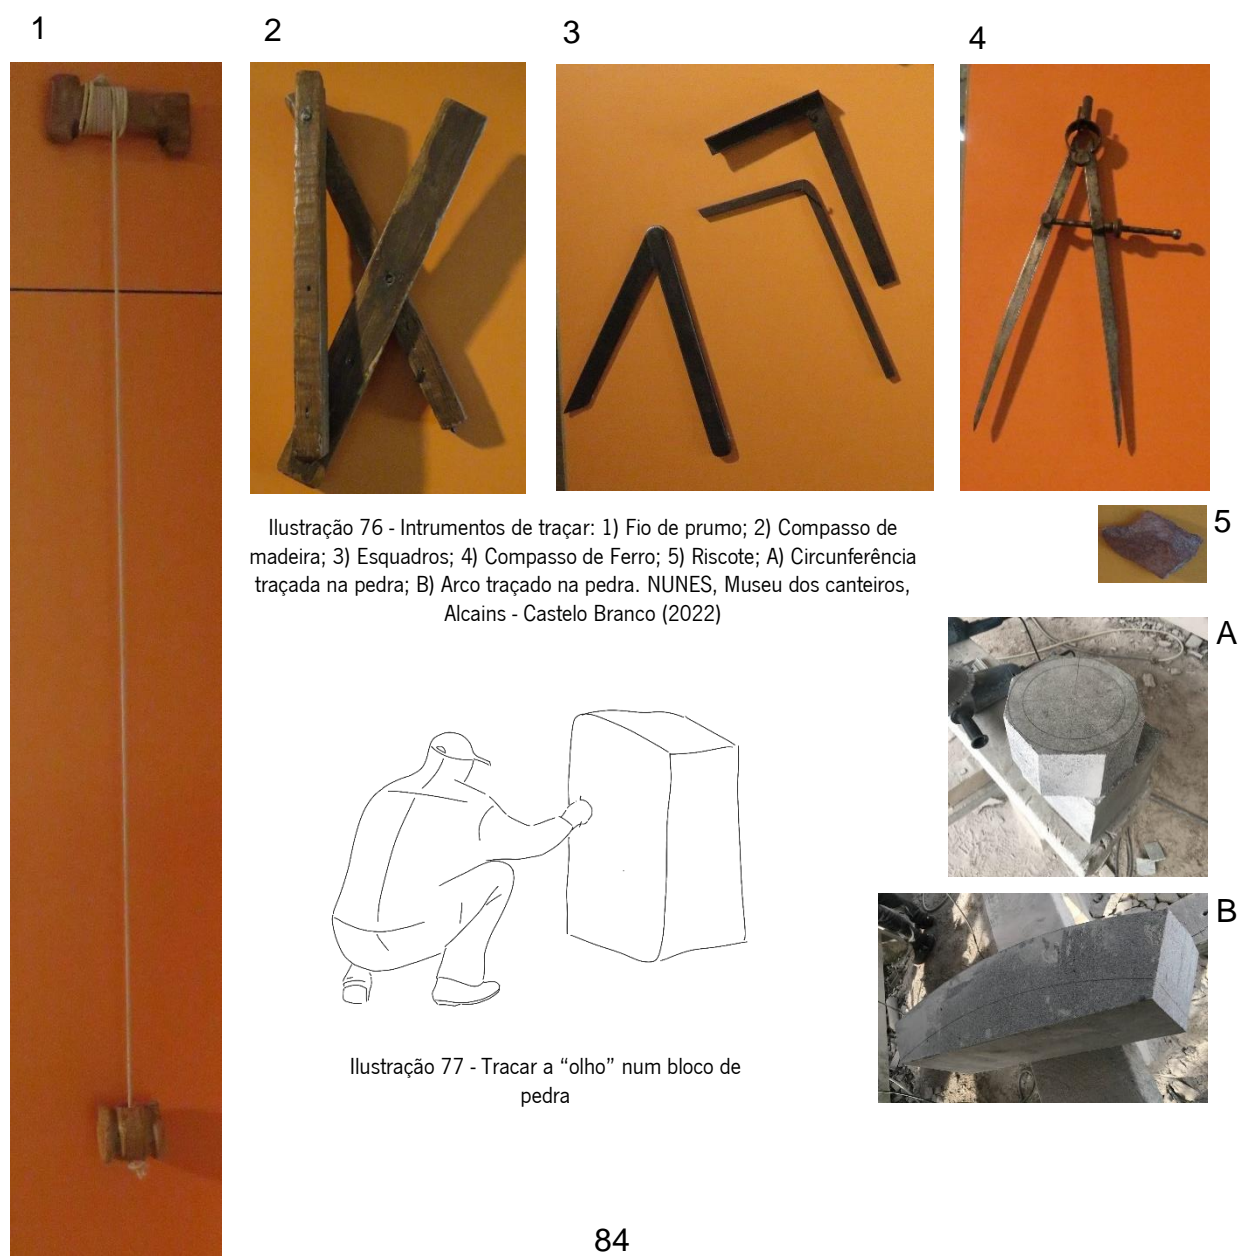 1
2
3
4
Ilustração 76 - Intrumentos de traçar: 1) Fio de prumo; 2) Compasso de
madeira; 3) Esquadros; 4) Compasso de Ferro; 5) Riscote; A) Circunferência
traçada na pedra; B) Arco traçado na pedra. NUNES, Museu dos canteiros,
Alcains - Castelo Branco (2022)
5
A
B
Ilustração 77 - Tracar a “olho” num bloco de
pedra
84